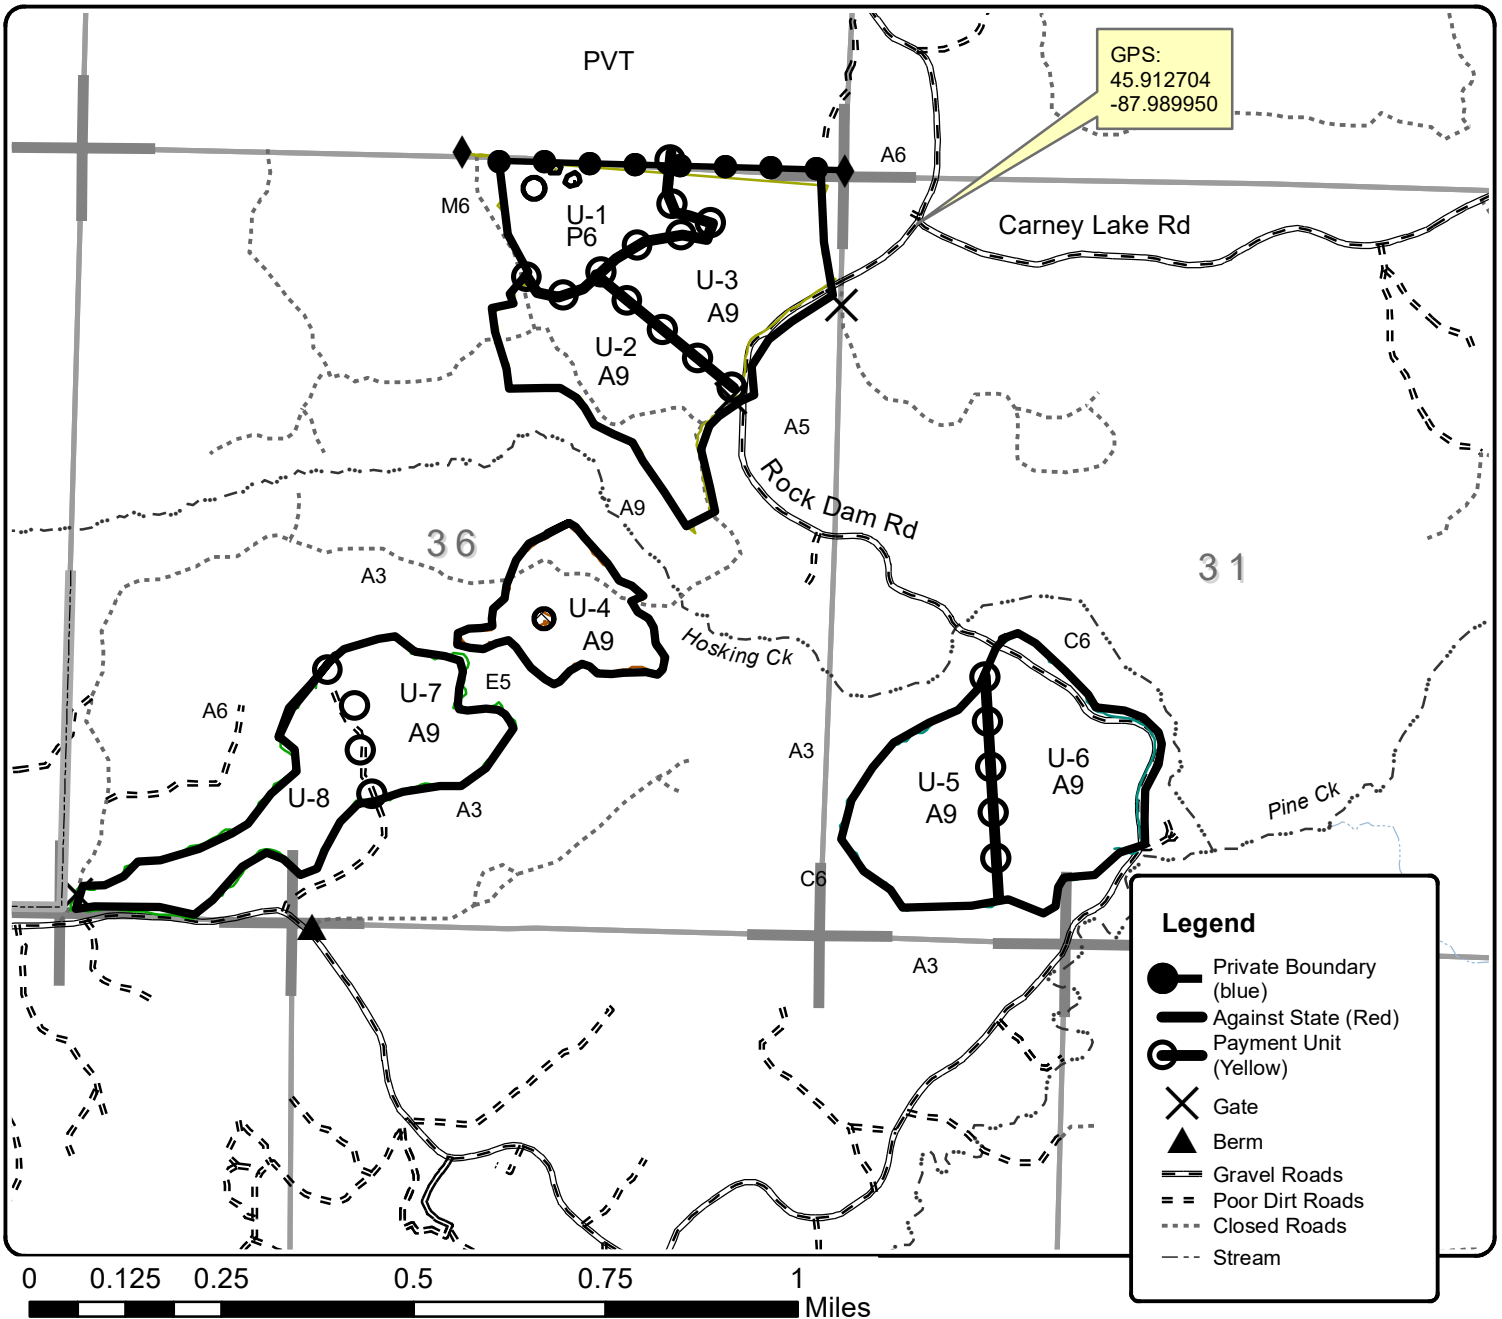 PVT
GPS:
45.912704
-87.989950
A6
M6
U-1
P6
Carney Lake Rd
U-3
A9
U-2
A9
A5
Rock Dam Rd
A9
36
31
A3
U-4
A9
Hosking Ck
C6
E5
U-7
A9
A6
A3
U-6
A9
U-5
A9
U-8
A3
Pine Ck
C6
A3
Legend
Private Boundary
(blue)
Against State (Red)
Payment Unit
(Yellow)
Gate
Berm
Gravel Roads
Poor Dirt Roads
Closed Roads
Stream
0 0.125 0.25 0.5 0.75 1
Miles